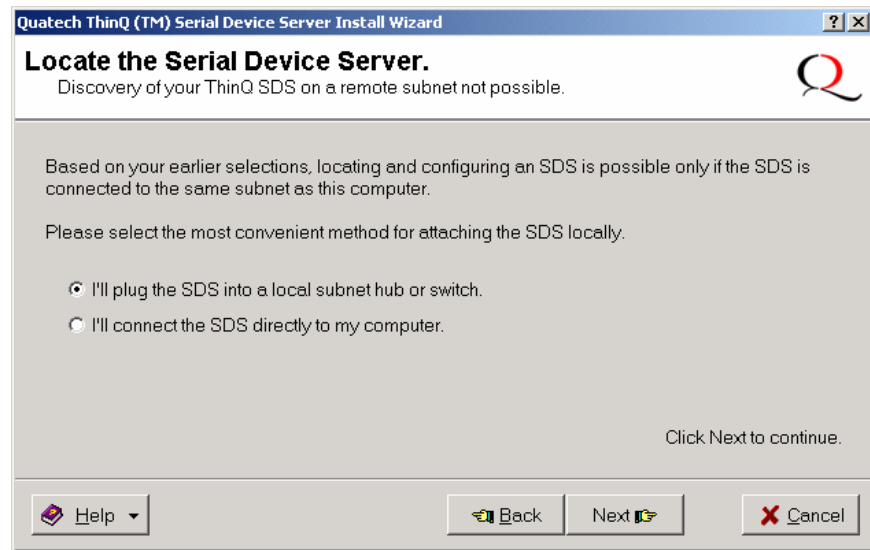 Quatech ThinQ (TM) Serial Device Server Install Wizard
Locate the Serial Device Server.
Discovery of your ThinQ SDS on a remote subnet not possible.
Based on your earlier selections, locating and configuring an SDS is possible only if the SDS is
connected to the same subnet as this computer.
Please select the most convenient method for attaching the SDS locally.
I'll plug the SDS into a local subnet hub or switch.
I'll connect the SDS directly to my computer.
Click Next to continue.
Help Back Next Cancel